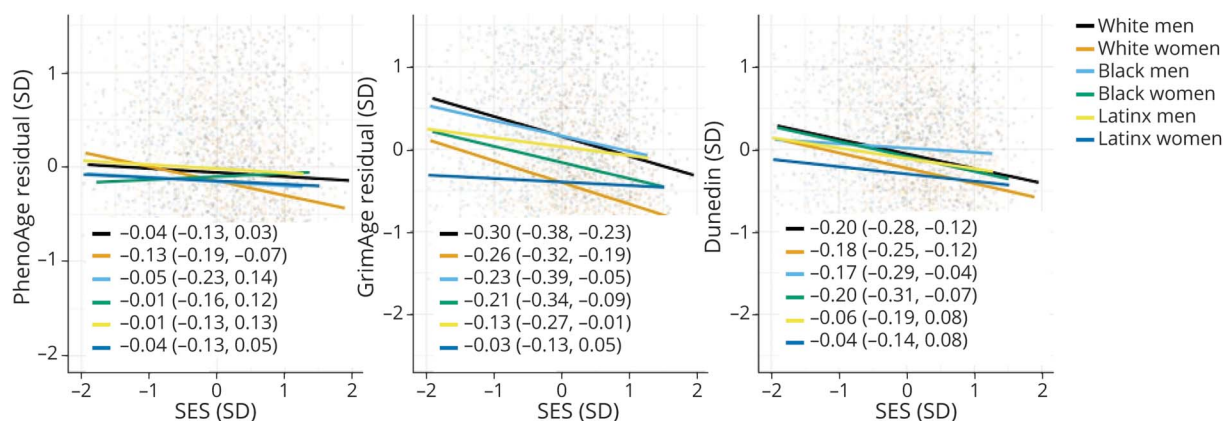 PhenoAge residual (SD)
1
0
−1
−2
−0.04 (−0.13, 0.03)
−0.13 (−0.19, −0.07)
−0.05 (−0.23, 0.14)
−0.01 (−0.16, 0.12)
−0.01 (−0.13, 0.13)
−0.04 (−0.13, 0.05)
−2 −1 0 1 2
SES (SD)
GrimAge residual (SD)
1
0
−1
−2
−0.30 (−0.38, −0.23)
−0.26 (−0.32, −0.19)
−0.23 (−0.39, −0.05)
−0.21 (−0.34, −0.09)
−0.13 (−0.27, −0.01)
−0.03 (−0.13, 0.05)
−2 −1 0 1 2
SES (SD)
Dunedin (SD)
1
0
−1
−2
−0.20 (−0.28, −0.12)
−0.18 (−0.25, −0.12)
−0.17 (−0.29, −0.04)
−0.20 (−0.31, −0.07)
−0.06 (−0.19, 0.08)
−0.04 (−0.14, 0.08)
−2 −1 0 1 2
SES (SD)
White men
White women
Black men
Black women
Latinx men
Latinx women